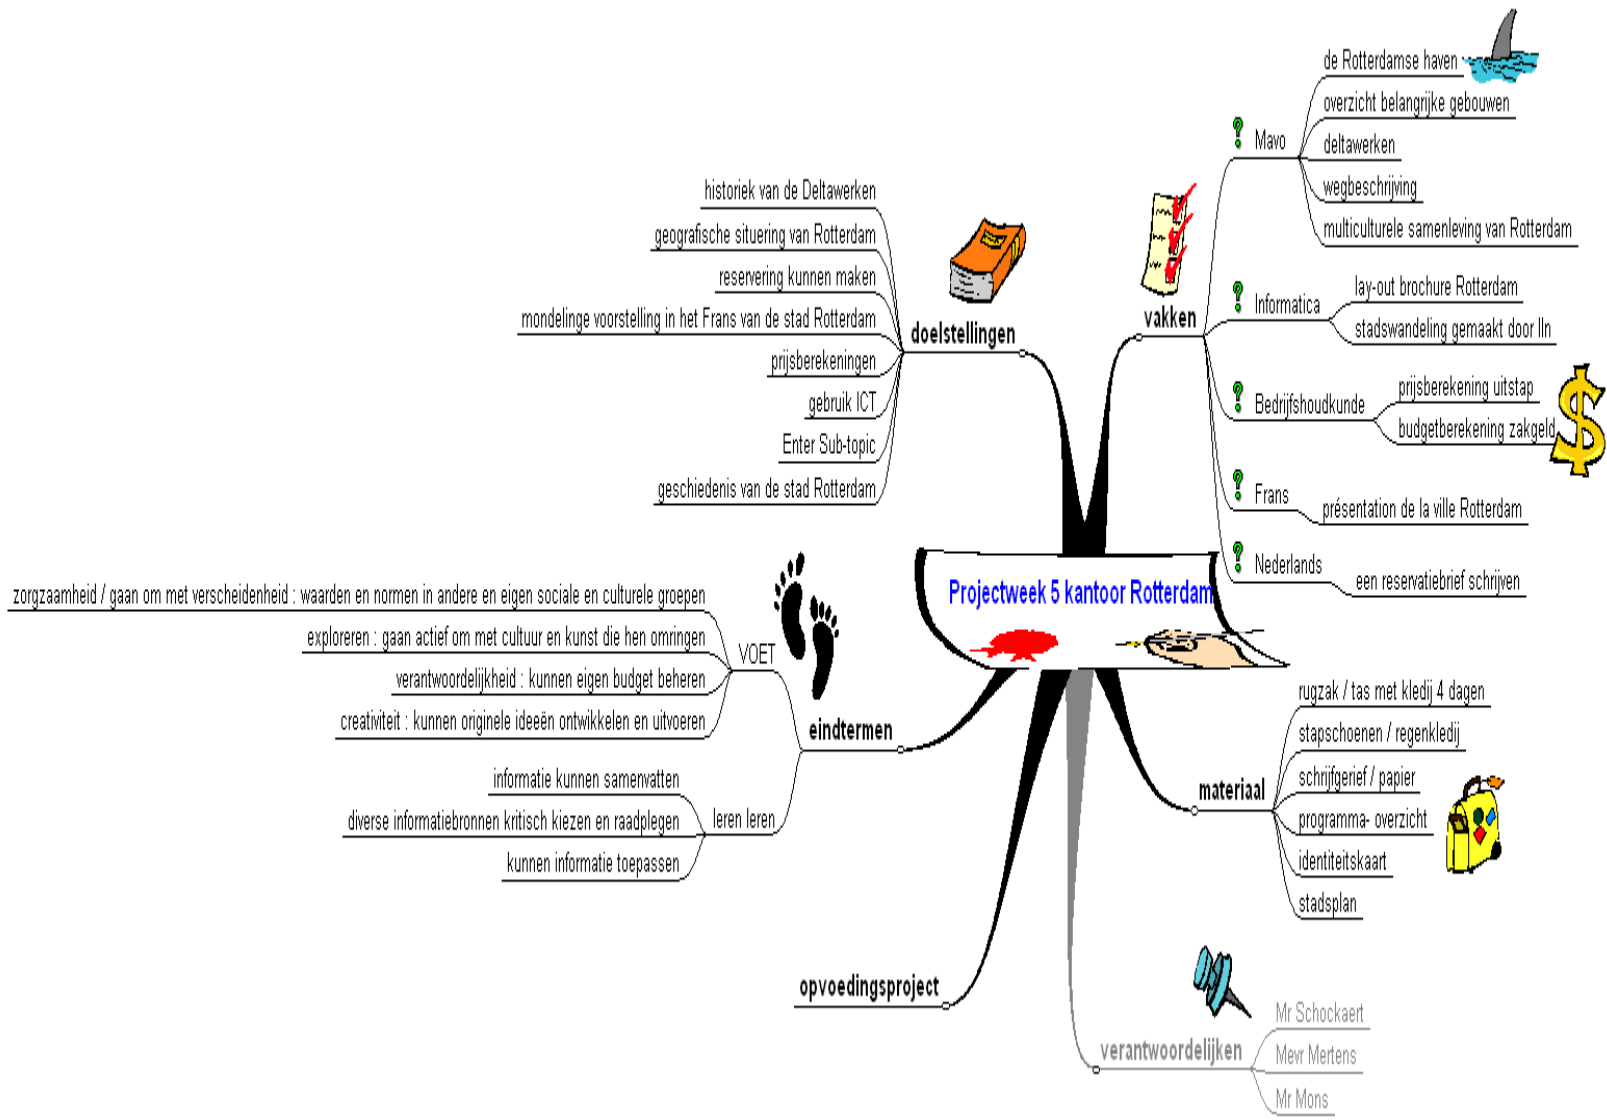 Projectweek 5 kantoor Rotterdam
vakken
Mavo
de Rotterdamse haven
overzicht belangrijke gebouwen
deltawerken
wegbeschrijving
multiculturele samenleving van Rotterdam
Informatica
lay-out brochure Rotterdam
stadswandeling gemaakt door lln
Bedrijfshoudkunde
prijsberekening uitstap
budgetberekening zakgeld
Frans
présentation de la ville Rotterdam
Nederlands
een reservatiebrief schrijven
materiaal
rugzak / tas met kledij 4 dagen
stapschoenen / regenkledij
schrijfgerief / papier
programma- overzicht
identiteitskaart
stadsplan
verantwoordelijken
Mr Schockaert
Mevr Mertens
Mr Mons
opvoedingsproject
eindtermen
VOET
zorgzaamheid / gaan om met verscheidenheid : waarden en normen in andere en eigen sociale en culturele groepen
exploreren : gaan actief om met cultuur en kunst die hen omringen
verantwoordelijkheid : kunnen eigen budget beheren
creativiteit : kunnen originele ideeën ontwikkelen en uitvoeren
leren leren
informatie kunnen samenvatten
diverse informatiebronnen kritisch kiezen en raadplegen
kunnen informatie toepassen
doelstellingen
historiek van de Deltawerken
geografische situering van Rotterdam
reservering kunnen maken
mondelinge voorstelling in het Frans van de stad Rotterdam
prijsberekeningen
gebruik ICT
Enter Sub-topic
geschiedenis van de stad Rotterdam